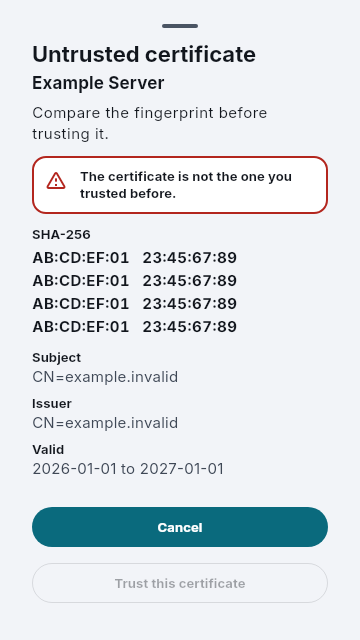 Untrusted certificate
Example Server
Compare the fingerprint before
trusting it.
The certificate is not the one you
trusted before.
SHA-256
AB:CD:EF:01 23:45:67:89
AB:CD:EF:01 23:45:67:89
AB:CD:EF:01 23:45:67:89
AB:CD:EF:01 23:45:67:89
Subject
CN=example.invalid
Issuer
CN=example.invalid
Valid
2026-01-01 to 2027-01-01
Cancel
Trust this certificate